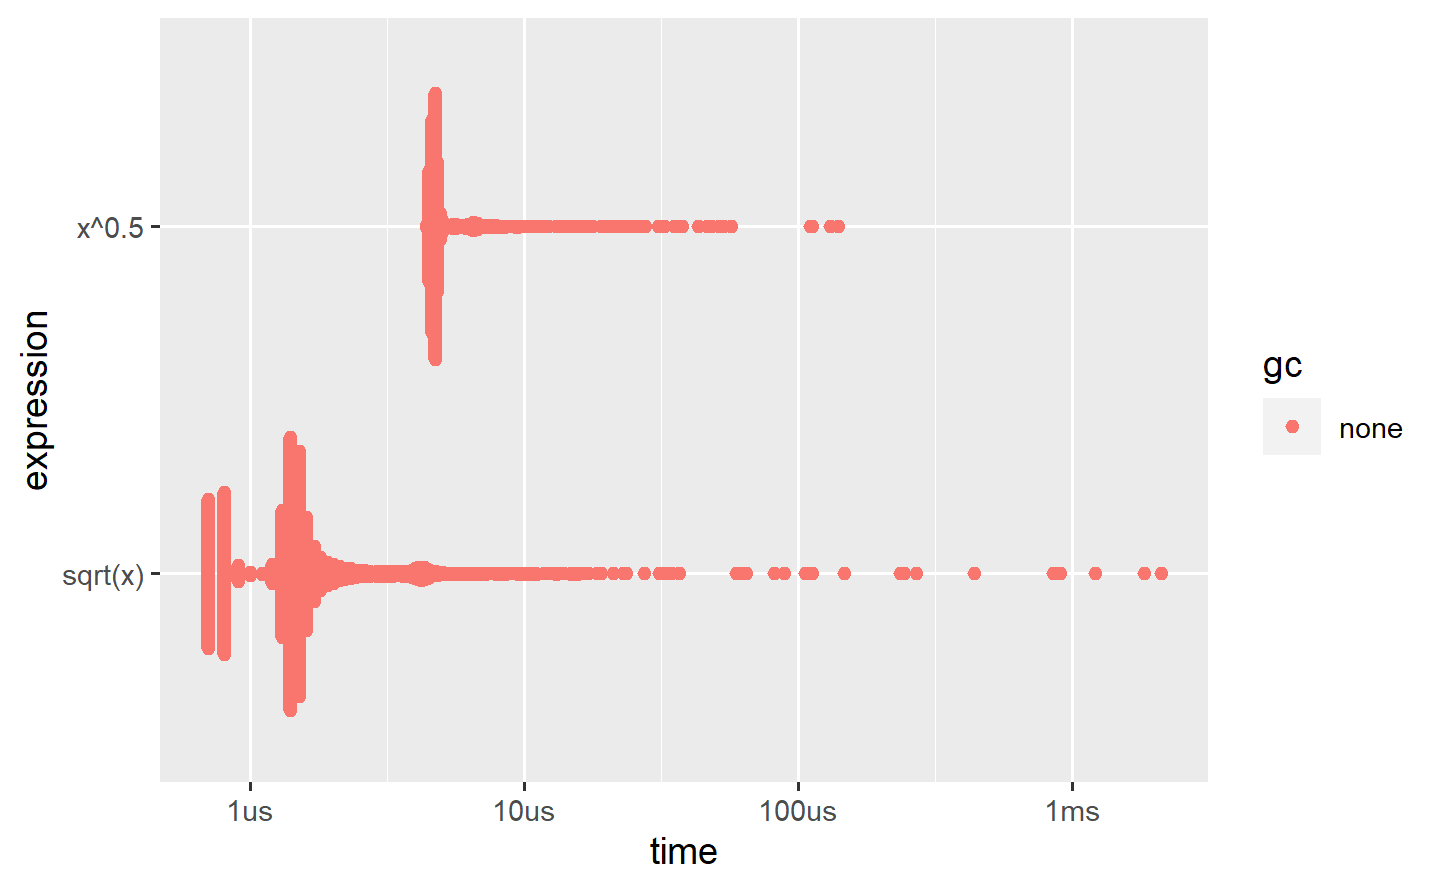 expression
x^0.5
sqrt(x)
1us 10us 100us 1ms
time
gc
none